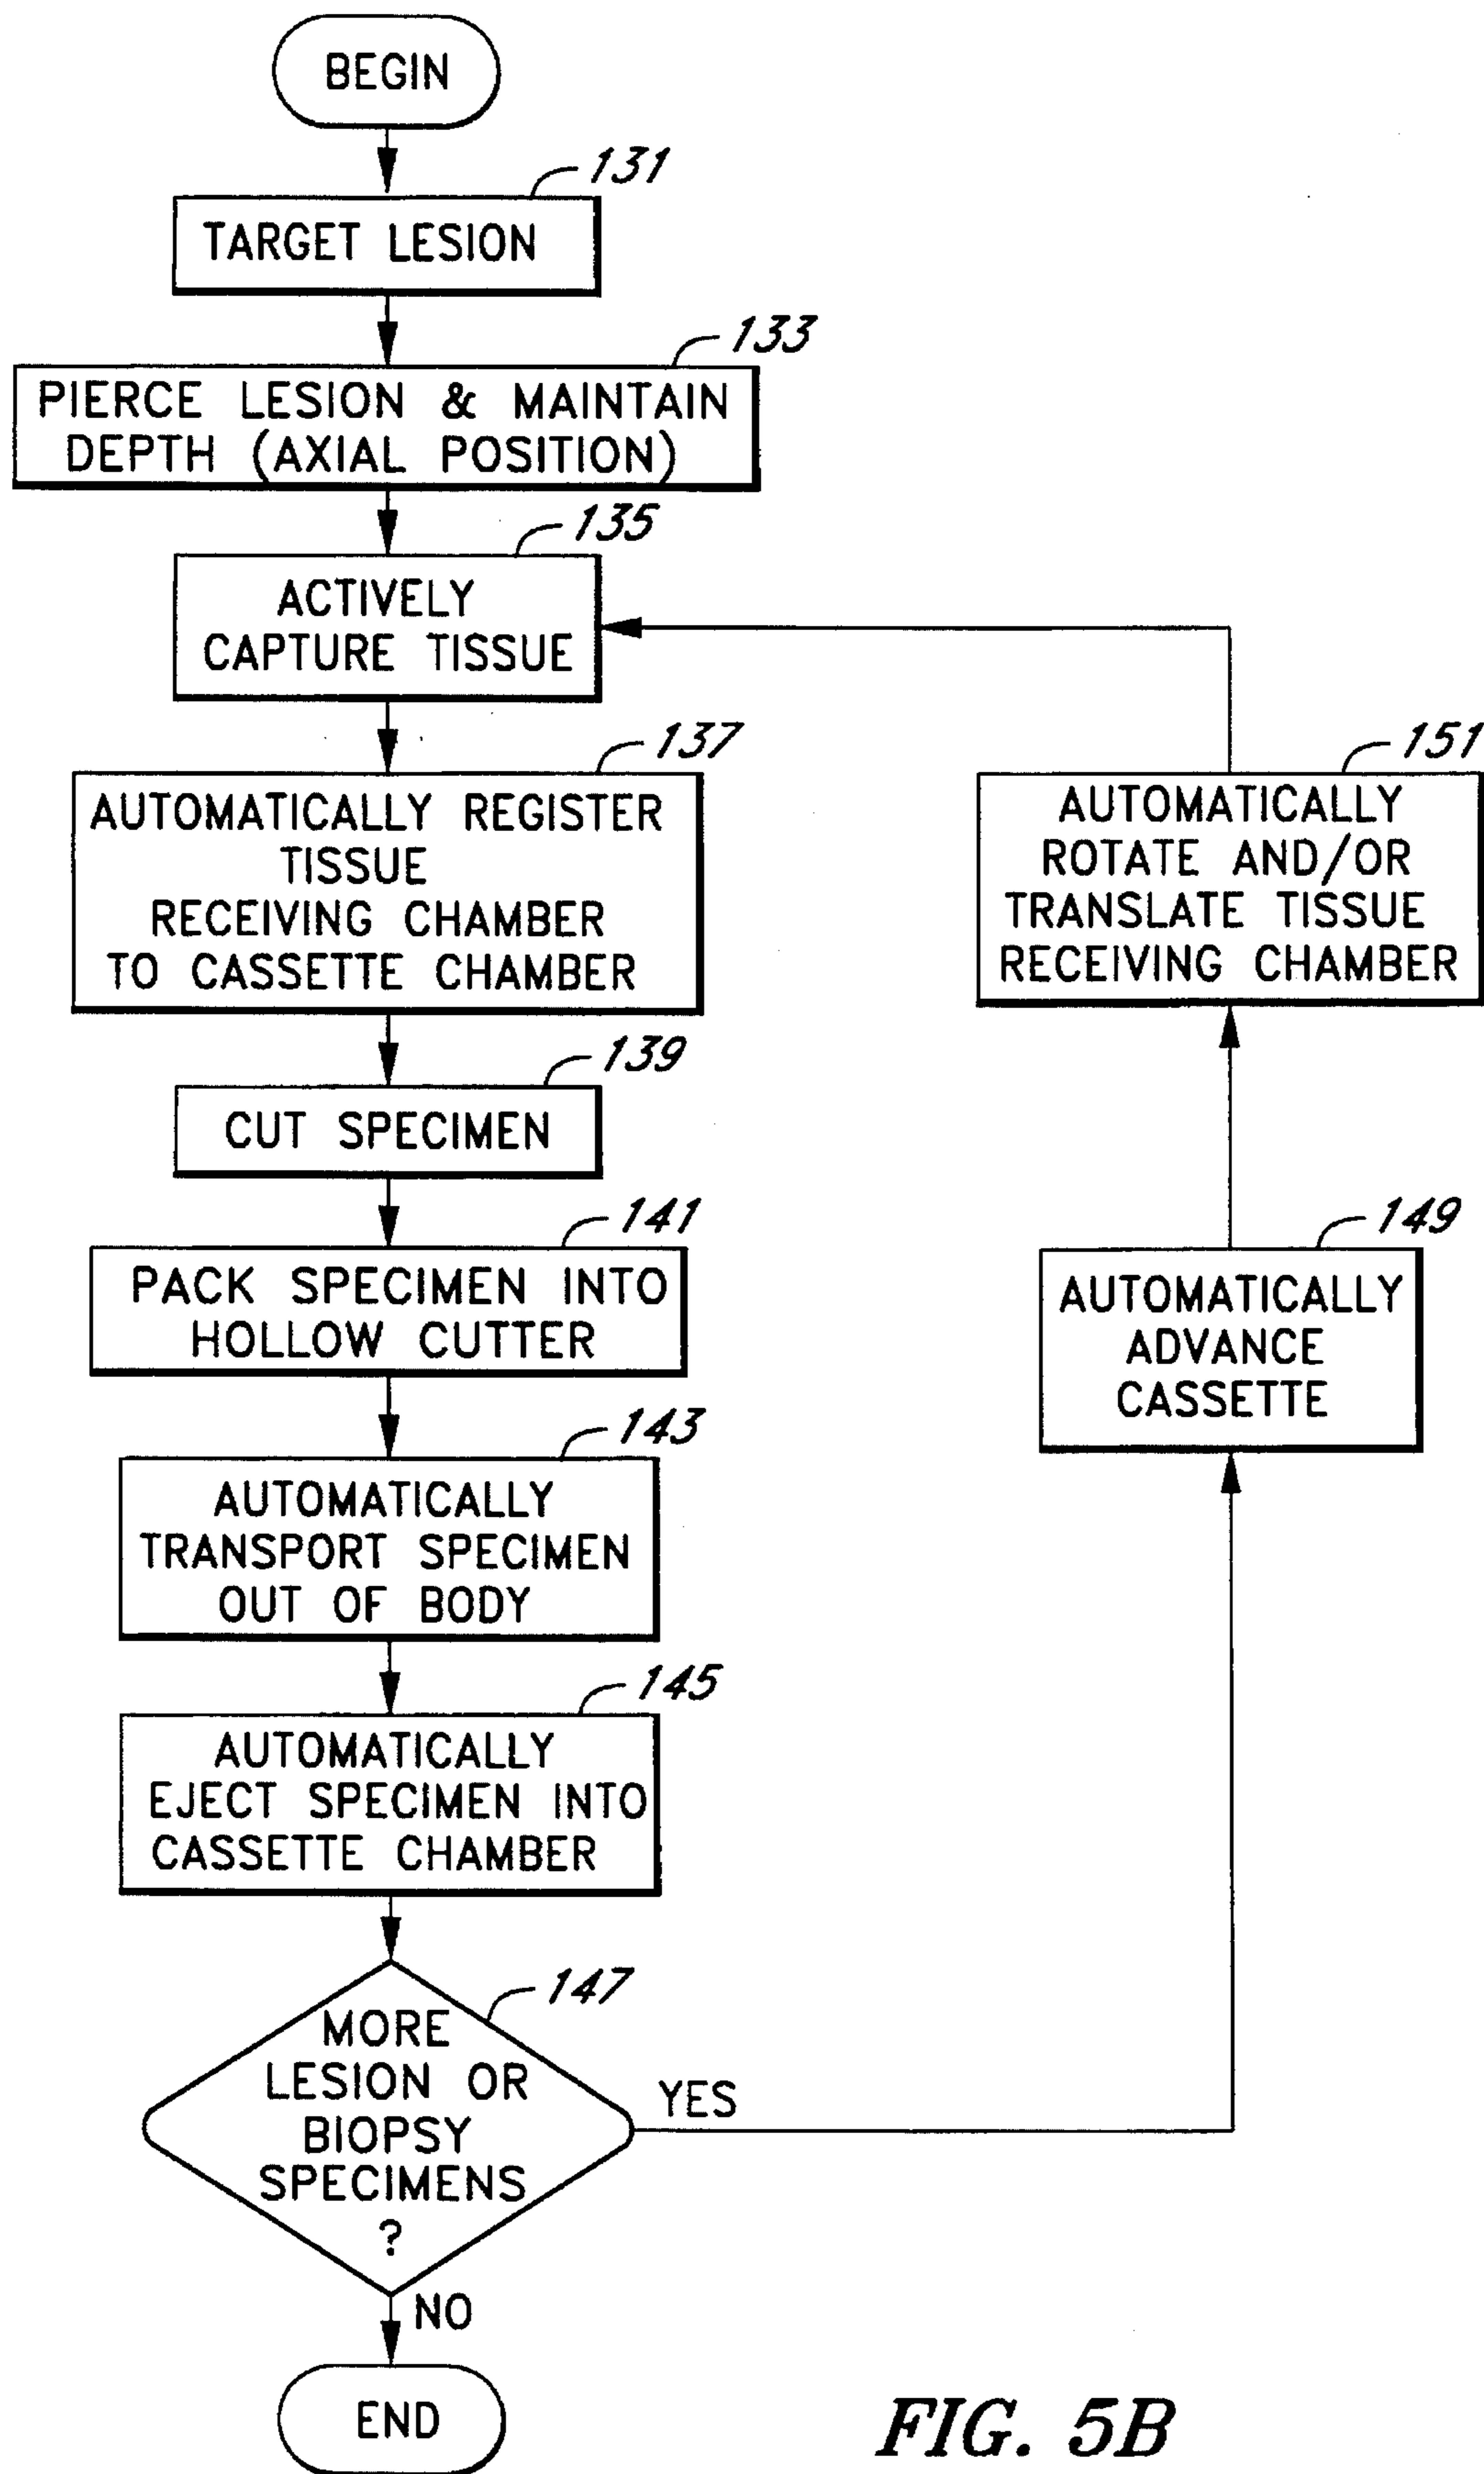 BEGIN
131
TARGET LESION
133
PIERCE LESION & MAINTAIN
DEPTH (AXIAL POSITION)
135
ACTIVELY
CAPTURE TISSUE
137
AUTOMATICALLY REGISTER
TISSUE
RECEIVING CHAMBER
TO CASSETTE CHAMBER
139
CUT SPECIMEN
141
PACK SPECIMEN INTO
HOLLOW CUTTER
143
AUTOMATICALLY
TRANSPORT SPECIMEN
OUT OF BODY
145
AUTOMATICALLY
EJECT SPECIMEN INTO
CASSETTE CHAMBER
147
MORE
LESION OR
BIOPSY
SPECIMENS
?
YES
NO
END
149
AUTOMATICALLY
ADVANCE
CASSETTE
151
AUTOMATICALLY
ROTATE AND/OR
TRANSLATE TISSUE
RECEIVING CHAMBER
FIG. 5B